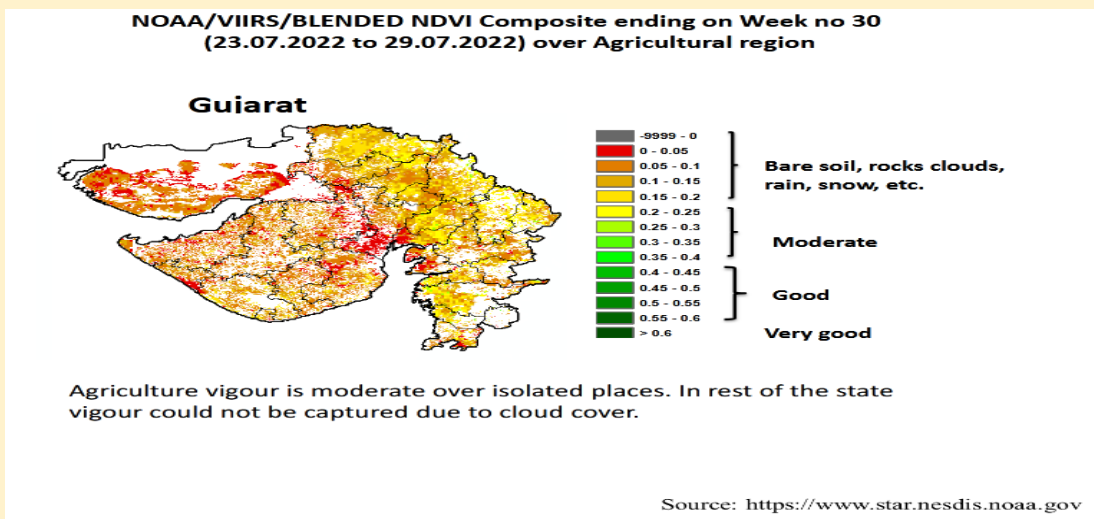 NOAA/VIIRS/BLENDED NDVI Composite ending on Week no 30
(23.07.2022 to 29.07.2022) over Agricultural region
Gujarat
-9999 - 0
0 - 0.05
0.05 - 0.1
0.1 - 0.15
0.15 - 0.2
0.2 - 0.25
0.25 - 0.3
0.3 - 0.35
0.35 - 0.4
0.4 - 0.45
0.45 - 0.5
0.5 - 0.55
0.55 - 0.6
> 0.6
Bare soil, rocks clouds,
rain, snow, etc.
Moderate
Good
Very good
Agriculture vigour is moderate over isolated places. In rest of the state
vigour could not be captured due to cloud cover.
Source: https://www.star.nesdis.noaa.gov